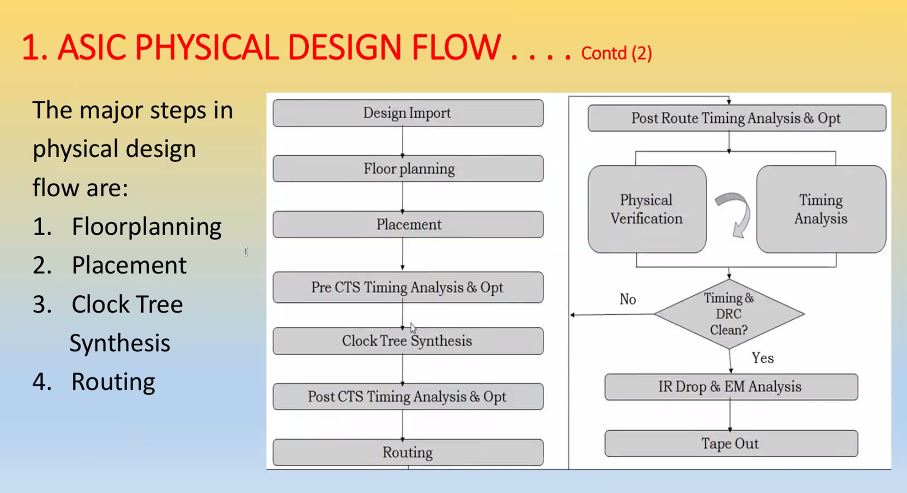 1. ASIC PHYSICAL DESIGN FLOW . . . . Contd (2)
The major steps in
physical design
flow are:
1. Floorplanning
2. Placement
3. Clock Tree
Synthesis
4. Routing
Design Import
Floor planning
Placement
Pre CTS Timing Analysis & Opt
Clock Tree Synthesis
Post CTS Timing Analysis & Opt
Routing
Post Route Timing Analysis & Opt
Physical
Verification
Timing
Analysis
Timing &
DRC
Clean?
No
Yes
IR Drop & EM Analysis
Tape Out